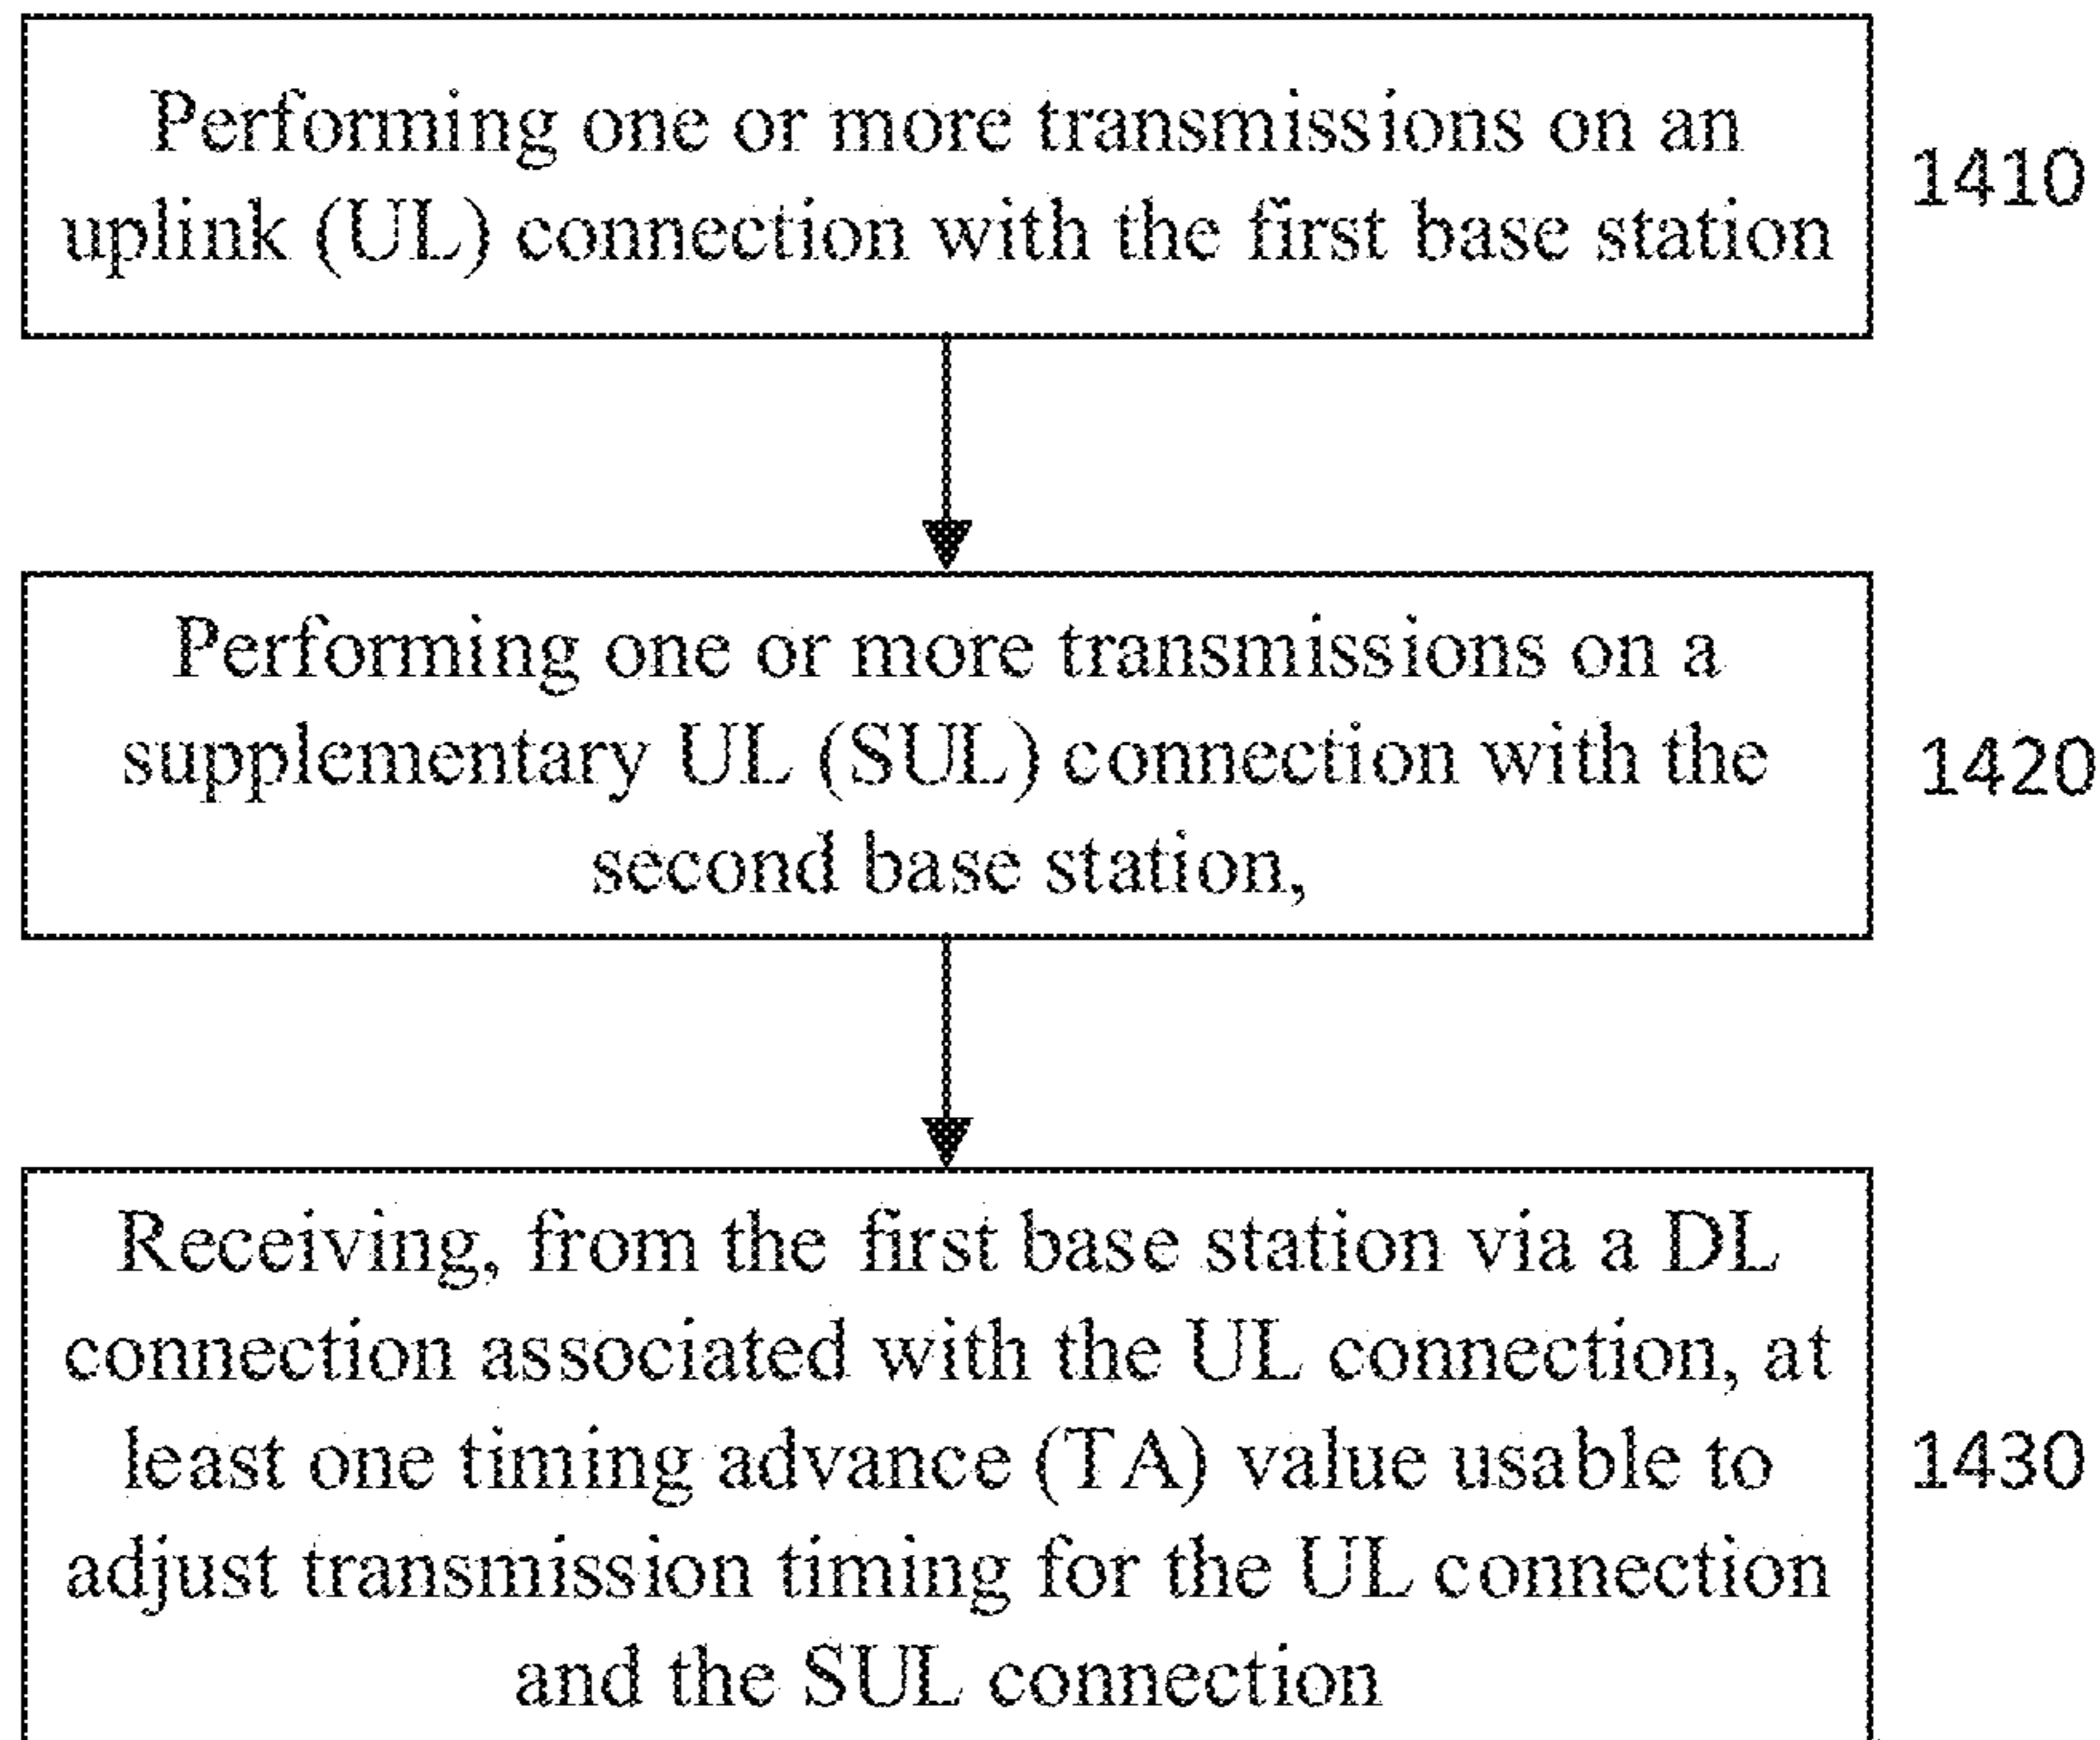 Performing one or more transmissions on an
uplink (UL) connection with the first base station
1410
Performing one or more transmissions on a
supplementary UL (SUL) connection with the
second base station,
1420
Receiving, from the first base station via a DL
connection associated with the UL connection, at
least one timing advance (TA) value usable to
adjust transmission timing for the UL connection
and the SUL connection
1430